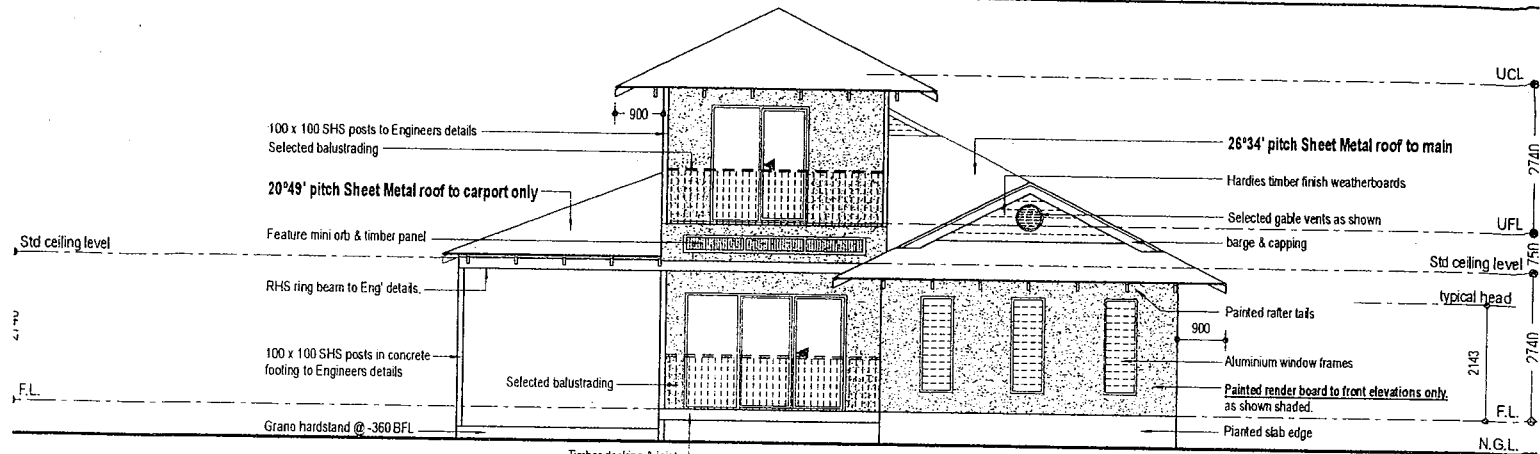 UCL
900
100 x 100 SHS posts to Engineers details
Selected balustrading
26°34' pitch Sheet Metal roof to main
2740
20°49' pitch Sheet Metal roof to carport only
Hardies timber finish weatherboards
Selected gable vents as shown
UFL
Feature mini orb & timber panel
barge & capping
Std ceiling level
750
Std ceiling level
RHS ring beam to Eng' details.
typical head
Painted rafter tails
900
100 x 100 SHS posts in concrete
footing to Engineers details
Aluminium window frames
2143
2740
Selected balustrading
Painted render board to front elevations only.
as shown shaded.
F.L.
F.L.
Grano hardstand @ -360 BFL
Planted slab edge
N.G.L.